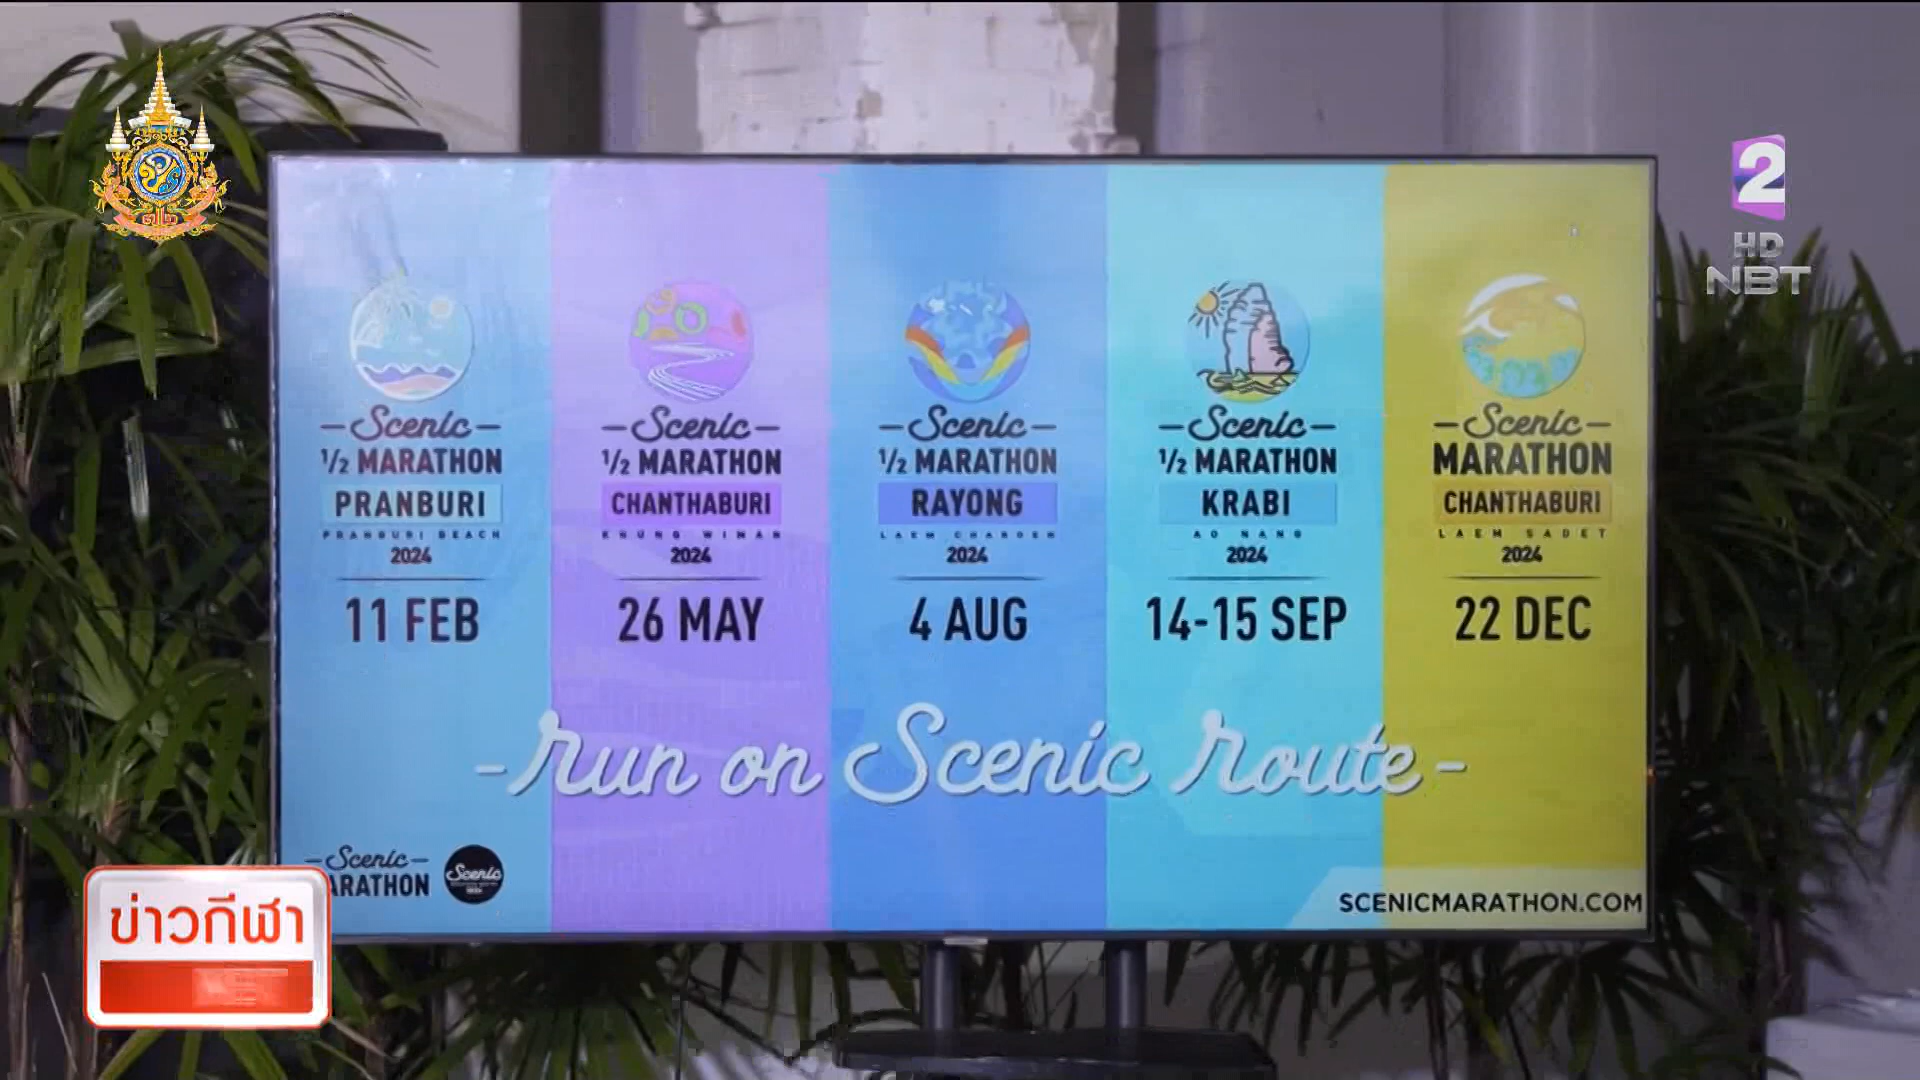 2
HD
NBT
Scenic
1/2 MARATHON
PRANBURI
PRANBURI BEACH
2024
11 FEB
Scenic
1/2 MARATHON
CHANTHABURI
KHUNG WIMAN
2024
26 MAY
Scenic
1/2 MARATHON
RAYONG
LAEM CHAROEN
2024
4 AUG
Scenic
1/2 MARATHON
KRABI
AO NANG
2024
14-15 SEP
Scenic
MARATHON
CHANTHABURI
LAEM SADET
2024
22 DEC
-run on Scenic route-
Scenic
ARATHON
Scenic
SCENICMARATHON.COM
ข่าวกีฬา